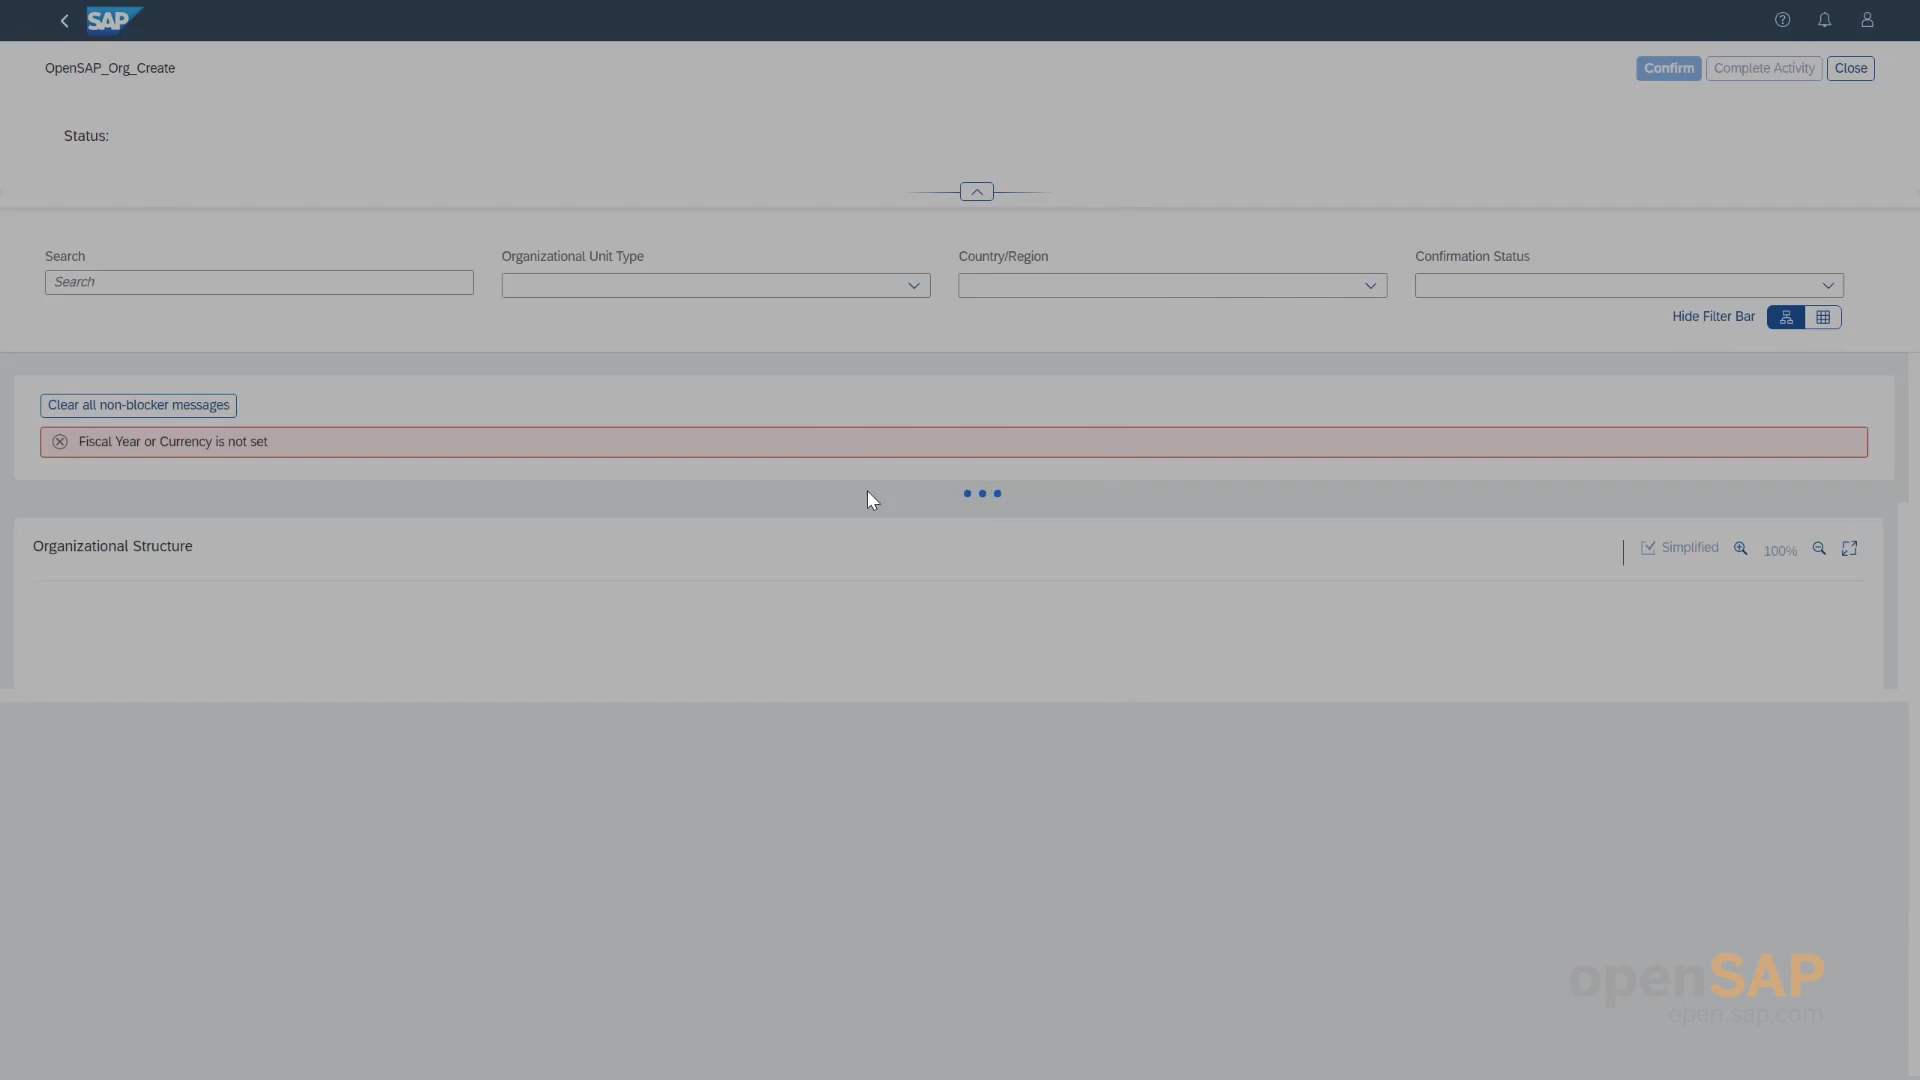 SAP
OpenSAP_Org_Create
Confirm
Complete Activity
Close
Status:
Search
Organizational Unit Type
Country/Region
Confirmation Status
Search
Hide Filter Bar
Clear all non-blocker messages
Fiscal Year or Currency is not set
Organizational Structure
Simplified
100%
openSAP
open.sap.com